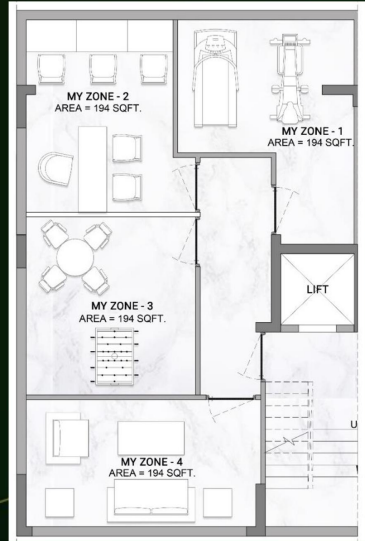 MY ZONE - 2
AREA = 194 SQFT.
MY ZONE - 1
AREA = 194 SQFT.
LIFT
MY ZONE - 3
AREA = 194 SQFT.
U
MY ZONE - 4
AREA = 194 SQFT.